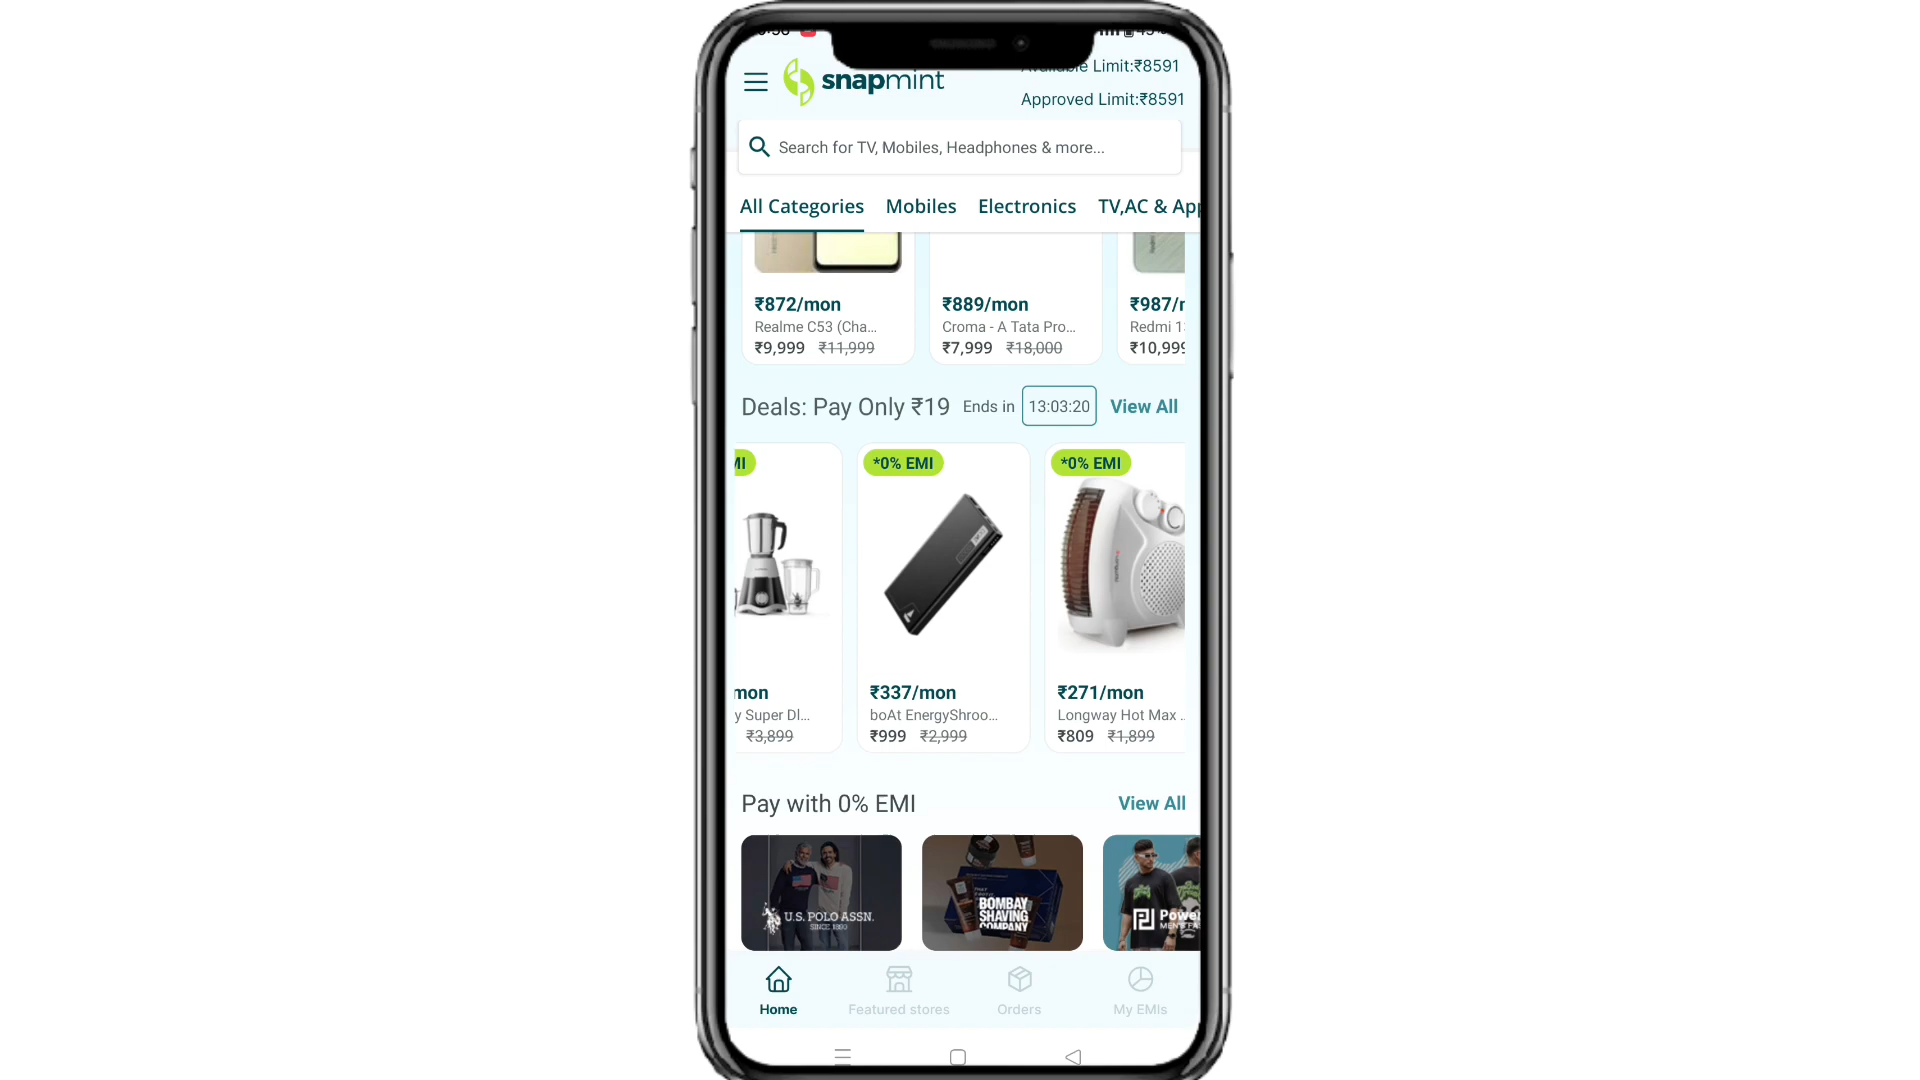 snapmint
Available Limit:₹8591
Approved Limit:₹8591
Search for TV, Mobiles, Headphones & more...
All Categories Mobiles Electronics TV,AC & App
₹872/mon ₹889/mon ₹987/m
Realme C53 (Cha... Croma - A Tata Pro... Redmi 13
₹9,999 ₹11,999 ₹7,999 ₹18,000 ₹10,999
Deals: Pay Only ₹19 Ends in 13:03:20 View All
MI *0% EMI *0% EMI
mon ₹337/mon ₹271/mon
y Super Dl... boAt EnergyShroo... Longway Hot Max ..
₹3,899 ₹999 ₹2,999 ₹809 ₹1,899
Pay with 0% EMI View All
U.S. POLO ASSN.
SINCE 1890
BOMBAY
SHAVING
COMPANY
Power
MEN'S FAS
Home Featured stores Orders My EMIs